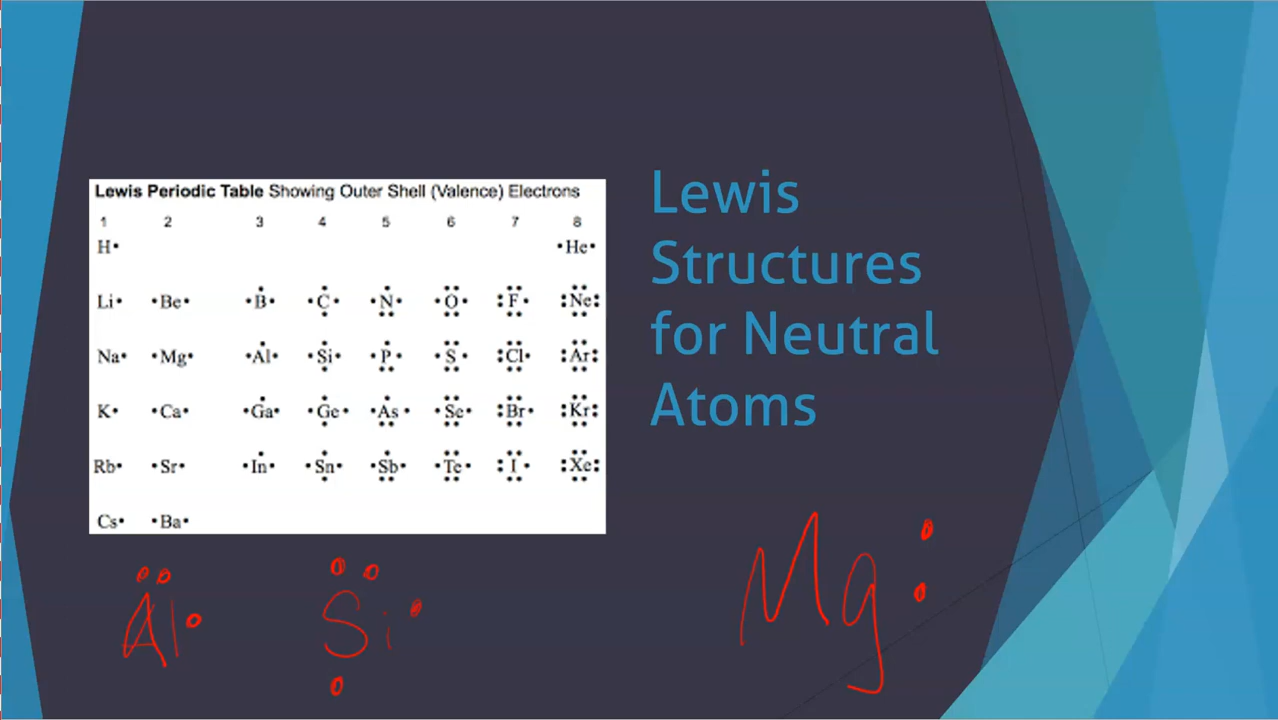 Lewis Periodic Table Showing Outer Shell (Valence) Electrons
1 2 3 4 5 6 7 8
H• •He•
Li• •Be• •B• •C• •N• •O• :F• :Ne:
Na• •Mg• •Al• •Si• •P• •S• :Cl• :Ar:
K• •Ca• •Ga• •Ge• •As• •Se• :Br• :Kr:
Rb• •Sr• •In• •Sn• •Sb• •Te• :I• :Xe:
Cs• •Ba•
Lewis
Structures
for Neutral
Atoms
Al Si Mg